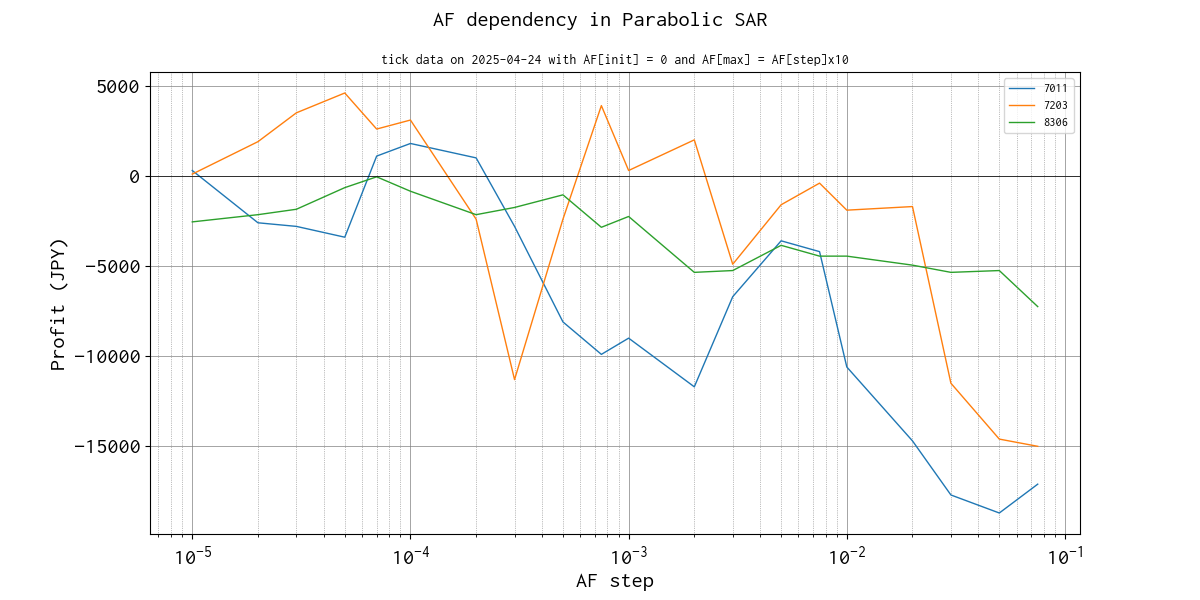 AF dependency in Parabolic SAR
tick data on 2025-04-24 with AF[init] = 0 and AF[max] = AF[step]x10
7011
7203
8306
5000
0
−5000
−10000
−15000
Profit (JPY)
10⁻⁵ 10⁻⁴ 10⁻³ 10⁻² 10⁻¹
AF step